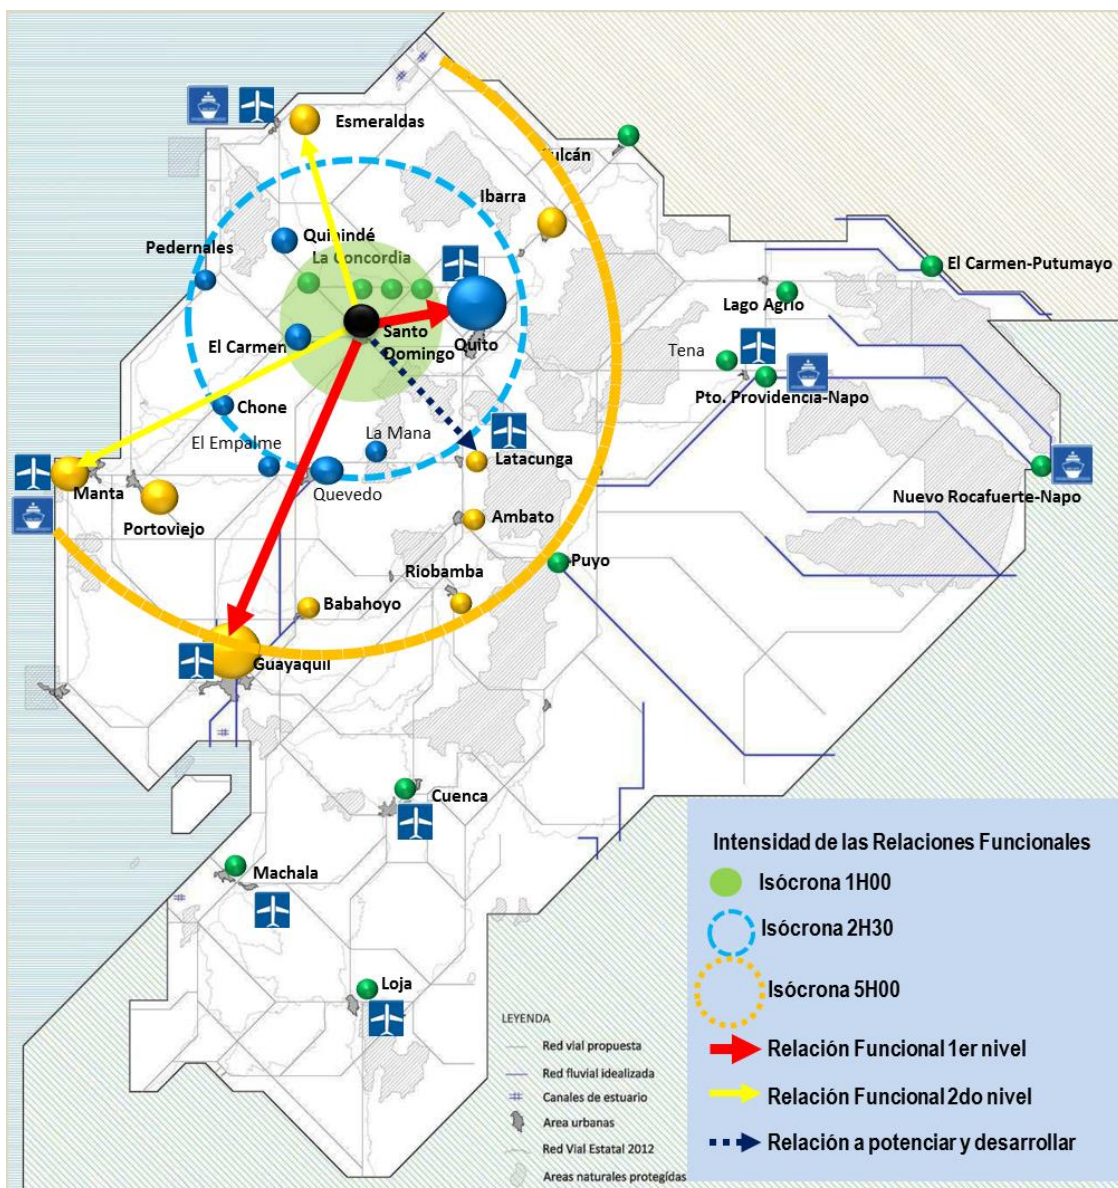 Esmeraldas
Tulcán
Ibarra
Quinindé
Pedernales
La Concordia
El Carmen-Putumayo
Lago Agrio
Santo
Domingo
Quito
El Carmen
Tena
Pto. Providencia-Napo
Chone
La Mana
El Empalme
Latacunga
Manta
Quevedo
Nuevo Rocafuerte-Napo
Portoviejo
Ambato
Puyo
Riobamba
Babahoyo
Guayaquil
Cuenca
Machala
Loja
Intensidad de las Relaciones Funcionales
Isócrona 1H00
Isócrona 2H30
Isócrona 5H00
Relación Funcional 1er nivel
Relación Funcional 2do nivel
Relación a potenciar y desarrollar
LEYENDA
Red vial propuesta
Red fluvial idealizada
Canales de estuario
Area urbanas
Red Vial Estatal 2012
Areas naturales protegídas